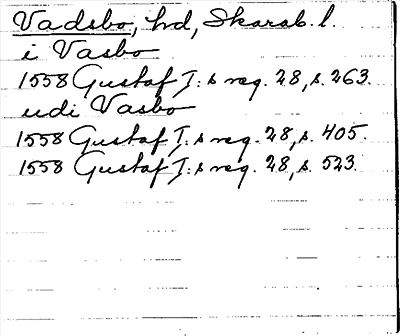 Vadsbo, hd, Skarab. l.
i Vasbo
1558 Gustaf I:s reg. 28, s. 263.
udi Vasbo
1558 Gustaf I:s reg. 28, s. 405.
1558 Gustaf I:s reg. 28, s. 523.